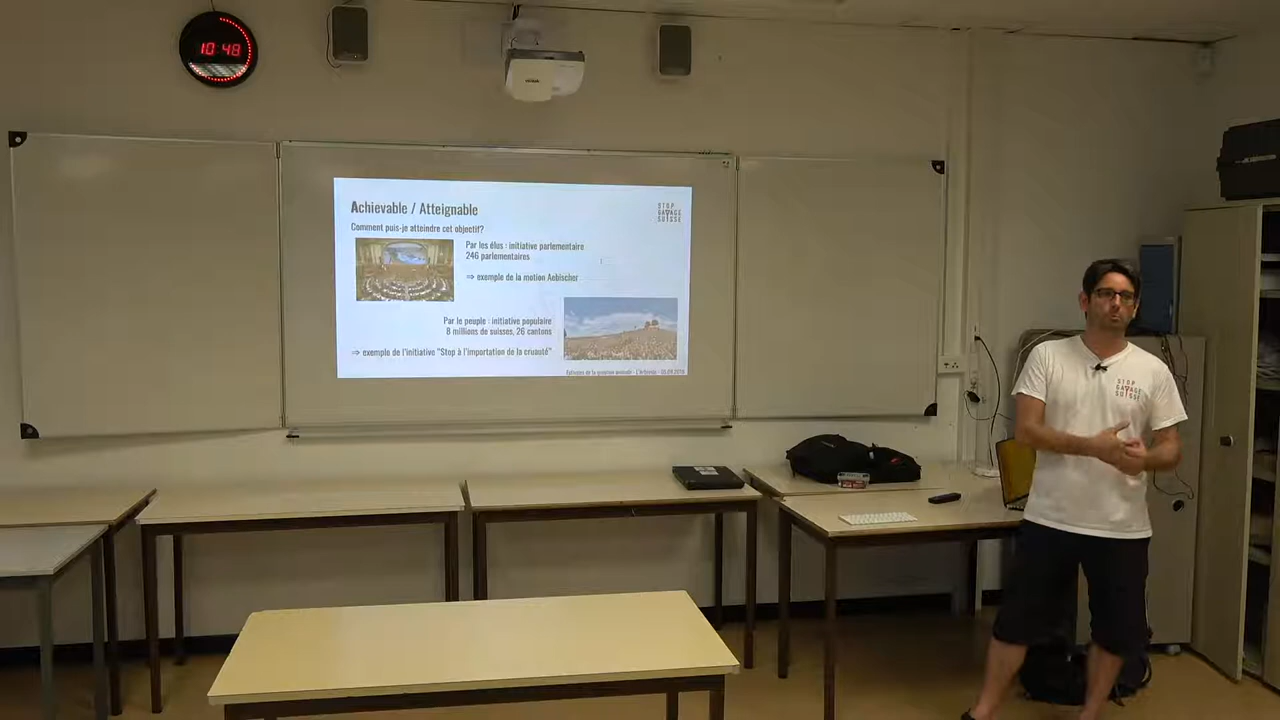 10:48
Achievable / Atteignable
STOP
GAVAGE
SUISSE
Comment puis-je atteindre cet objectif?
Par les élus : initiative parlementaire
246 parlementaires
⇒ exemple de la motion Aebischer
Par le peuple : initiative populaire
8 millions de suisses, 26 cantons
⇒ exemple de l'initiative "Stop à l'importation de la cruauté"
STOP
GAVAGE
SUISSE